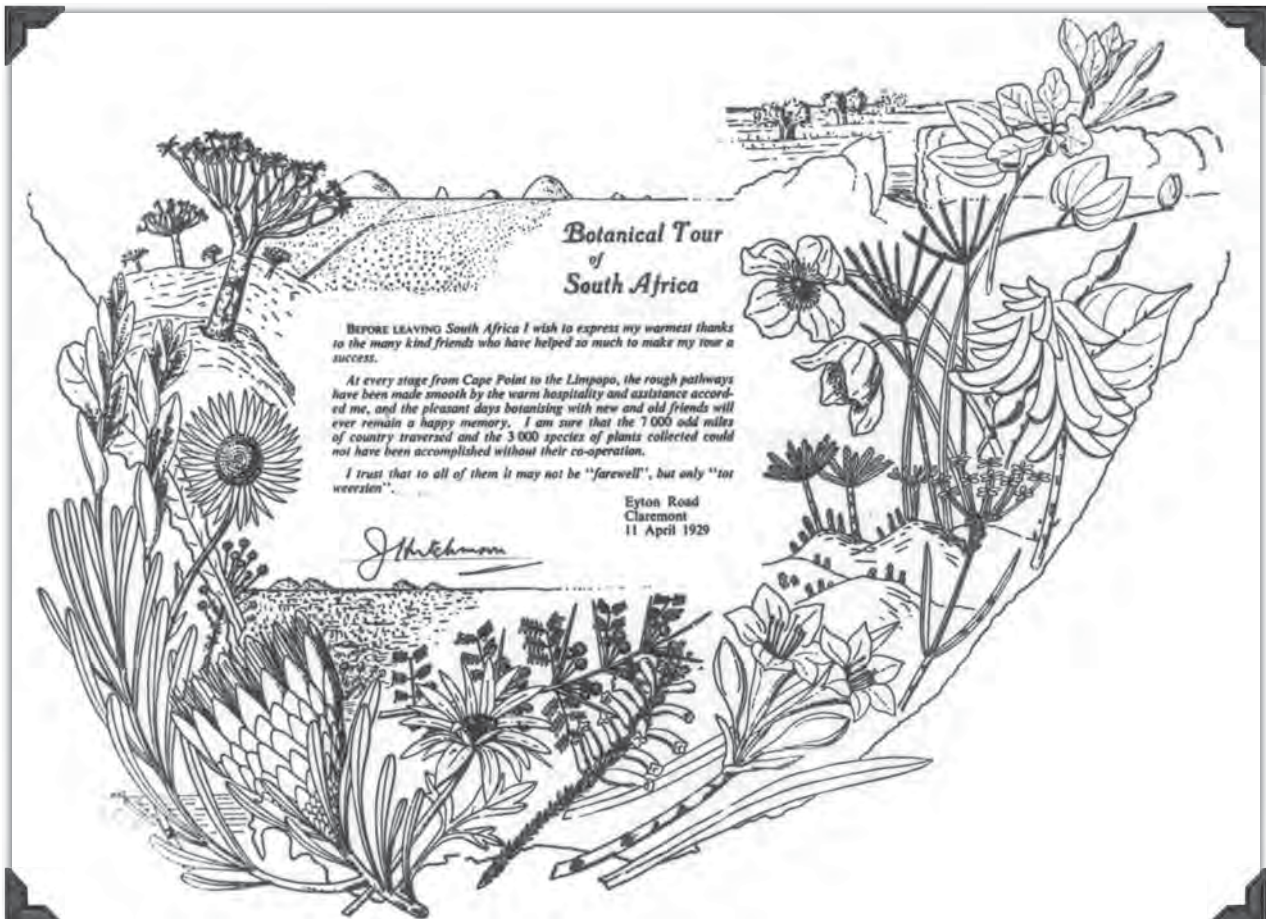 Botanical Tour
of
South Africa
BEFORE LEAVING South Africa I wish to express my warmest thanks
to the many kind friends who have helped so much to make my tour a
success.
At every stage from Cape Point to the Limpopo, the rough pathways
have been made smooth by the warm hospitality and assistance accord-
ed me, and the pleasant days botanising with new and old friends will
ever remain a happy memory. I am sure that the 7 000 odd miles
of country traversed and the 3 000 species of plants collected could
not have been accomplished without their co-operation.
I trust that to all of them it may not be "farewell", but only "tot
weersien".
Eyton Road
Claremont
11 April 1929
J Hutchinson